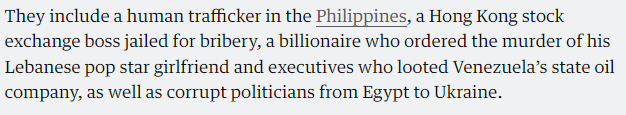 They include a human trafficker in the Philippines, a Hong Kong stock
exchange boss jailed for bribery, a billionaire who ordered the murder of his
Lebanese pop star girlfriend and executives who looted Venezuela’s state oil
company, as well as corrupt politicians from Egypt to Ukraine.